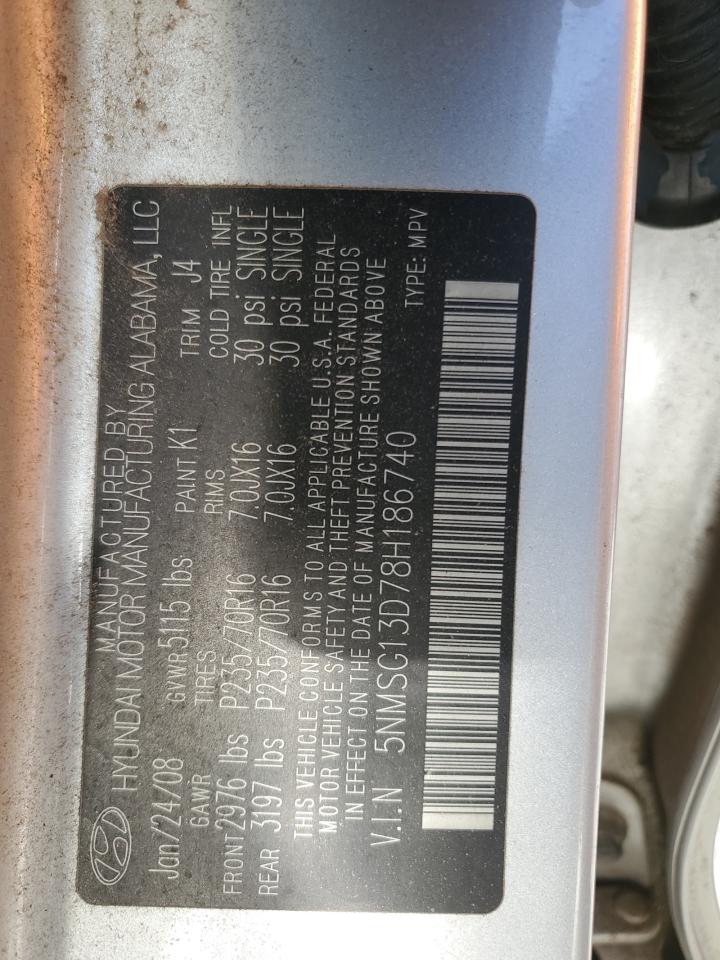 MANUFACTURED BY
HYUNDAI MOTOR MANUFACTURING ALABAMA, LLC
Jan/24/08 GVWR 5115 lbs PAINT K1 TRIM J4
GAWR TIRES RIMS COLD TIRE INFL
FRONT 2976 lbs P235/70R16 7.0JX16 30 psi SINGLE
REAR 3197 lbs P235/70R16 7.0JX16 30 psi SINGLE
THIS VEHICLE CONFORMS TO ALL APPLICABLE U.S.A. FEDERAL
MOTOR VEHICLE SAFETY AND THEFT PREVENTION STANDARDS
IN EFFECT ON THE DATE OF MANUFACTURE SHOWN ABOVE
V.I.N 5NMSG13D78H186740 TYPE: MPV